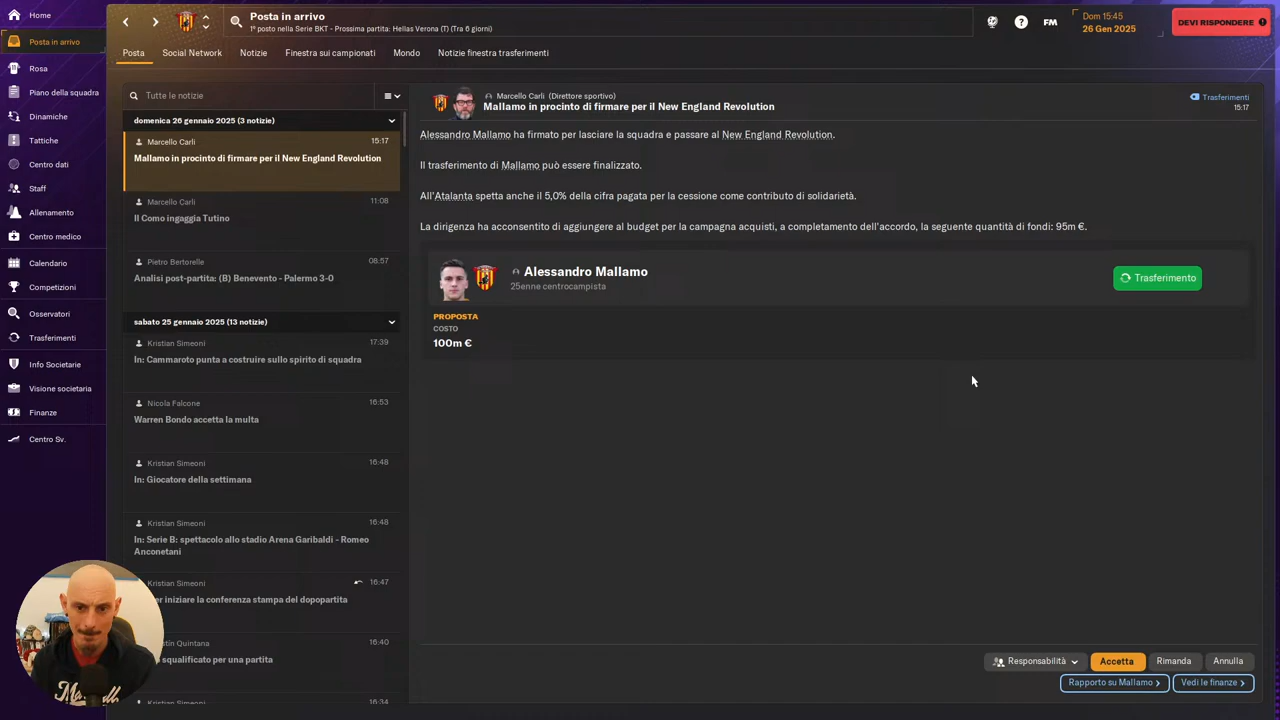 Home
Posta in arrivo
Rosa
Piano della squadra
Dinamiche
Tattiche
Centro dati
Staff
Allenamento
Centro medico
Calendario
Competizioni
Osservatori
Trasferimenti
Info Societarie
Visione societaria
Finanze
Centro Sv.
Posta in arrivo
1° posto nella Serie BKT - Prossima partita: Hellas Verona (T) (Tra 6 giorni)
FM
Dom 15:45
26 Gen 2025
DEVI RISPONDERE
Posta Social Network Notizie Finestra sui campionati Mondo Notizie finestra trasferimenti
Tutte le notizie
domenica 26 gennaio 2025 (3 notizie)
Marcello Carli 15:17
Mallamo in procinto di firmare per il New England Revolution
Marcello Carli 11:08
Il Como ingaggia Tutino
Pietro Bertorelle 08:57
Analisi post-partita: (B) Benevento - Palermo 3-0
sabato 25 gennaio 2025 (13 notizie)
Kristian Simeoni 17:39
In: Cammaroto punta a costruire sullo spirito di squadra
Nicola Falcone 16:53
Warren Bondo accetta la multa
Kristian Simeoni 16:48
In: Giocatore della settimana
Kristian Simeoni 16:48
In: Serie B: spettacolo allo stadio Arena Garibaldi - Romeo
Anconetani
Kristian Simeoni 16:47
iniziare la conferenza stampa del dopopartita
Quintana 16:40
squalificato per una partita
Kristian Simeoni 16:34
Marcello Carli (Direttore sportivo)
Mallamo in procinto di firmare per il New England Revolution
Trasferimenti
15:17
Alessandro Mallamo ha firmato per lasciare la squadra e passare al New England Revolution.
Il trasferimento di Mallamo può essere finalizzato.
All'Atalanta spetta anche il 5,0% della cifra pagata per la cessione come contributo di solidarietà.
La dirigenza ha acconsentito di aggiungere al budget per la campagna acquisti, a completamento dell'accordo, la seguente quantità di fondi: 95m €.
Alessandro Mallamo
25enne centrocampista
Trasferimento
PROPOSTA
COSTO
100m €
Responsabilità Accetta Rimanda Annulla
Rapporto su Mallamo Vedi le finanze